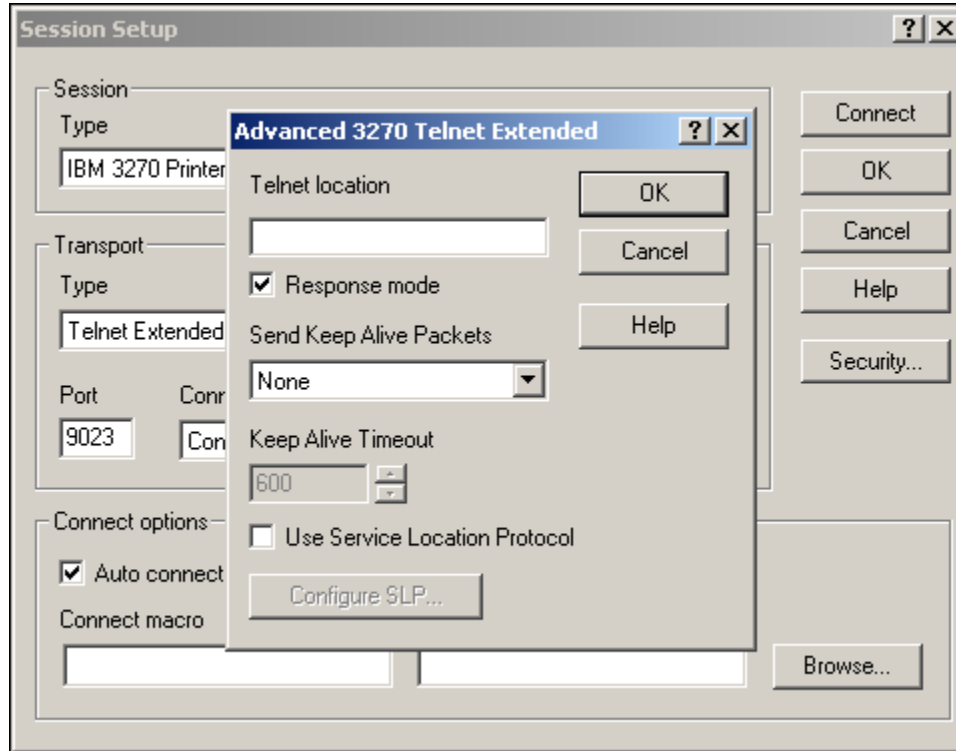 Session Setup
Session
Type
IBM 3270 Printer
Transport
Type
Telnet Extended
Port
Conr
9023
Con
Connect options
Auto connect
Connect macro
Browse...
Connect
OK
Cancel
Help
Security...
Advanced 3270 Telnet Extended
Telnet location
OK
Cancel
Help
Response mode
Send Keep Alive Packets
None
Keep Alive Timeout
600
Use Service Location Protocol
Configure SLP...